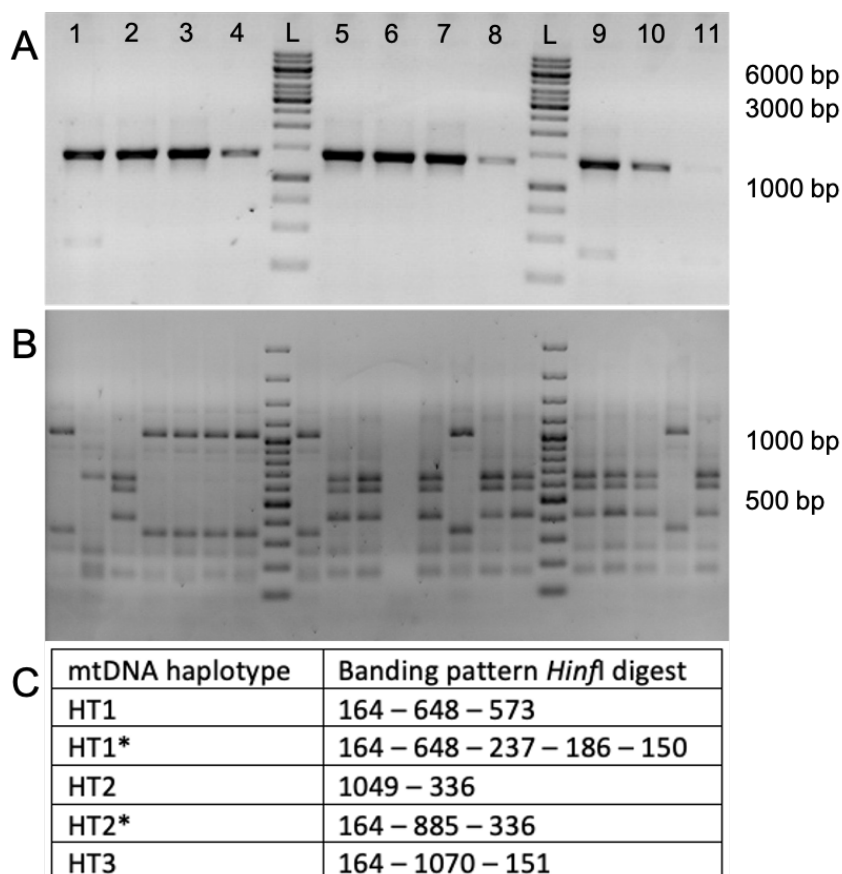 A
1 2 3 4 L 5 6 7 8 L 9 10 11
6000 bp
3000 bp
1000 bp
B
1000 bp
500 bp
C
mtDNA haplotype Banding pattern HinfI digest
HT1 164 – 648 – 573
HT1* 164 – 648 – 237 – 186 – 150
HT2 1049 – 336
HT2* 164 – 885 – 336
HT3 164 – 1070 – 151